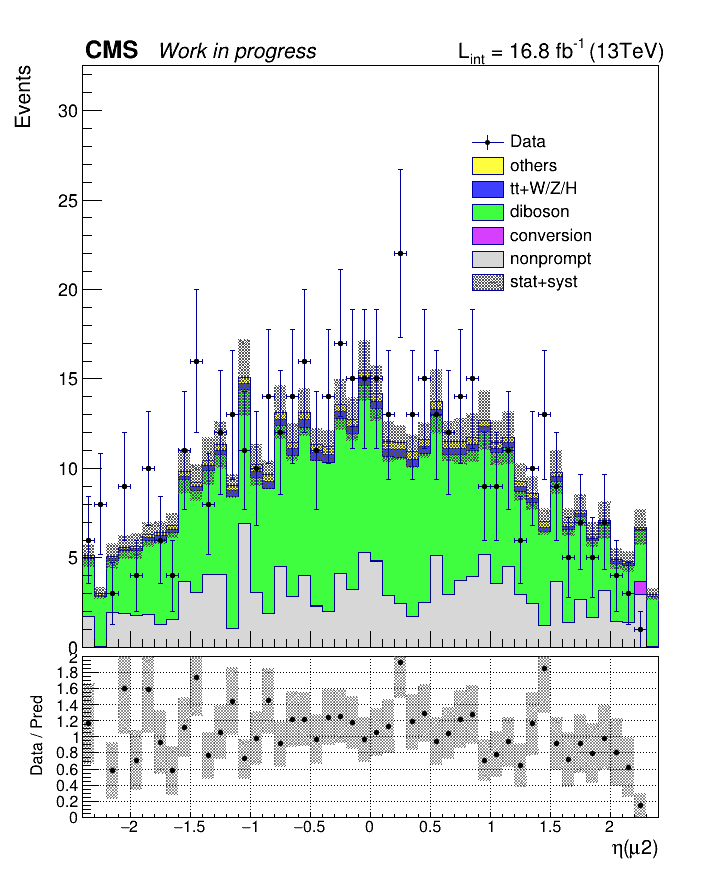 CMS Work in progress L_int = 16.8 fb^-1 (13TeV)
Events
30
25
20
15
10
5
0
Data
others
tt+W/Z/H
diboson
conversion
nonprompt
stat+syst
Data / Pred
2
1.8
1.6
1.4
1.2
1
0.8
0.6
0.4
0.2
0
−2 −1.5 −1 −0.5 0 0.5 1 1.5 2
η(μ2)